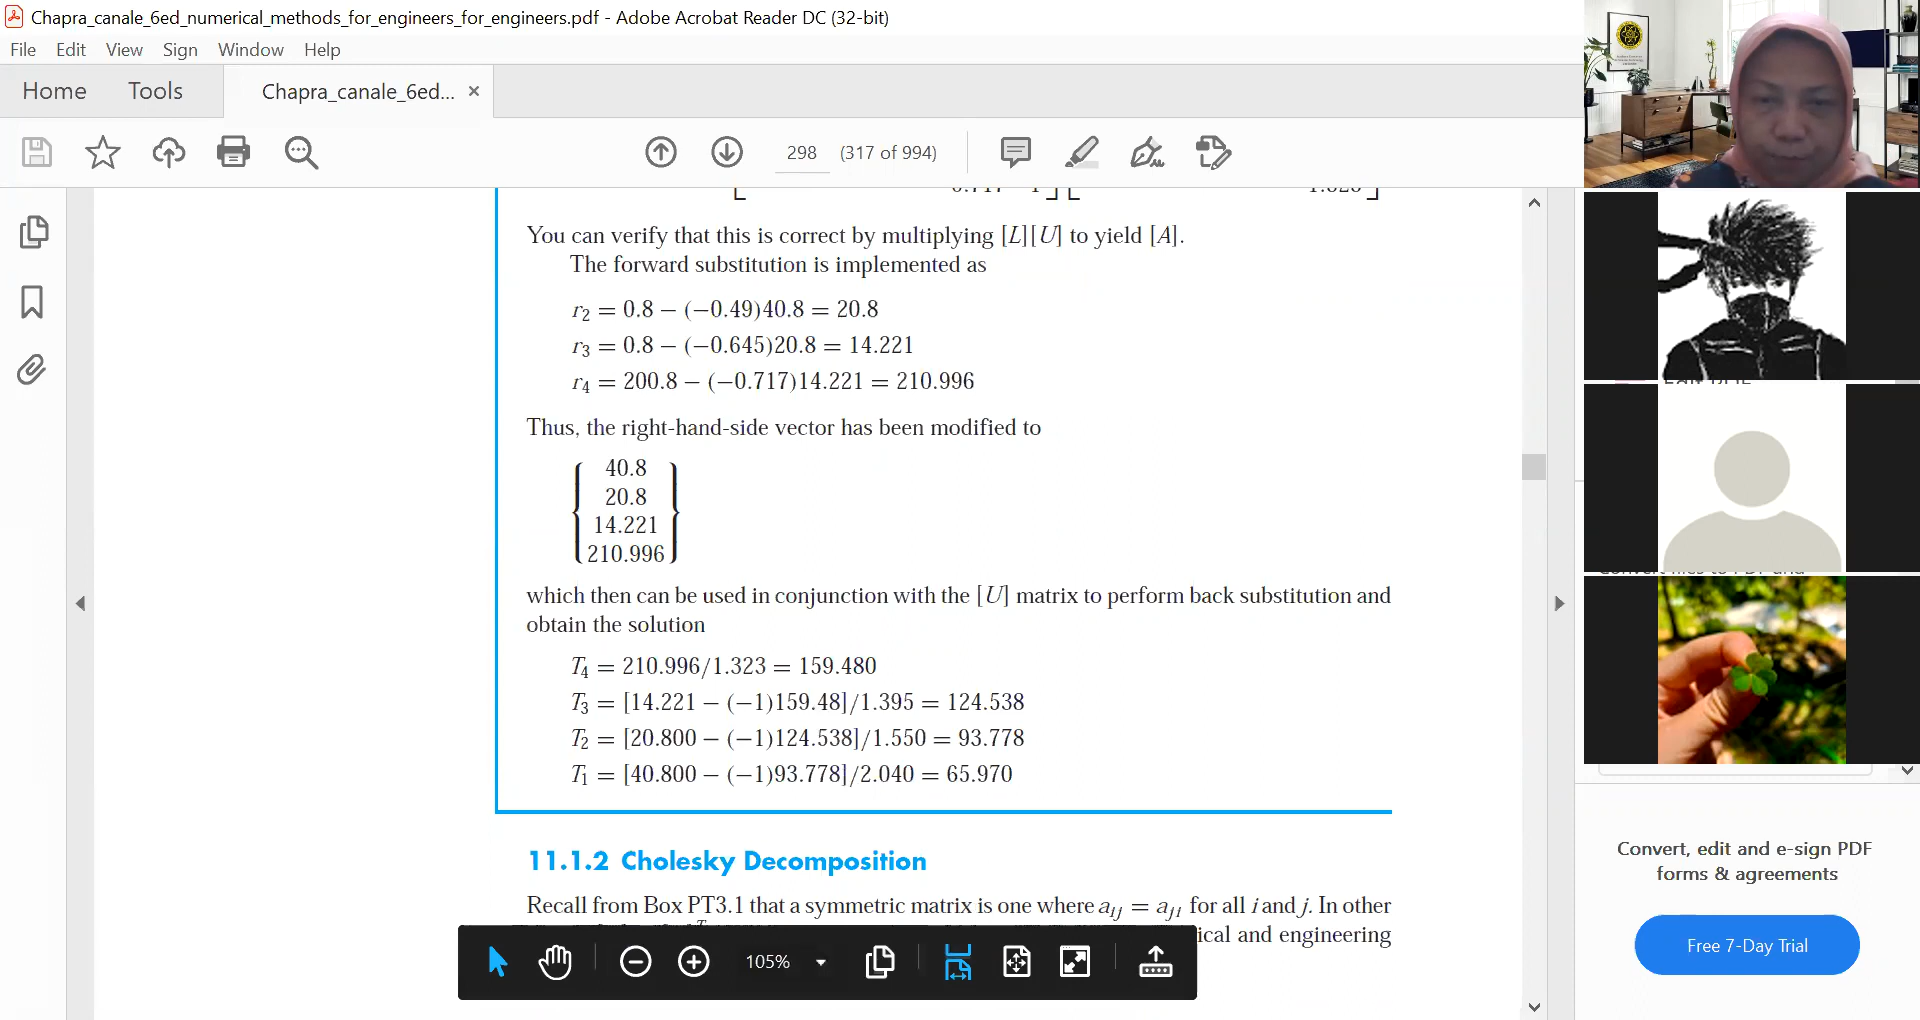 Chapra_canale_6ed_numerical_methods_for_engineers_for_engineers.pdf - Adobe Acrobat Reader DC (32-bit)
File Edit View Sign Window Help
Home Tools Chapra_canale_6ed... ×
298 (317 of 994)
You can verify that this is correct by multiplying [L][U] to yield [A].
The forward substitution is implemented as
r2 = 0.8 − (−0.49)40.8 = 20.8
r3 = 0.8 − (−0.645)20.8 = 14.221
r4 = 200.8 − (−0.717)14.221 = 210.996
Thus, the right-hand-side vector has been modified to
40.8
20.8
14.221
210.996
which then can be used in conjunction with the [U] matrix to perform back substitution and
obtain the solution
T4 = 210.996/1.323 = 159.480
T3 = [14.221 − (−1)159.48]/1.395 = 124.538
T2 = [20.800 − (−1)124.538]/1.550 = 93.778
T1 = [40.800 − (−1)93.778]/2.040 = 65.970
11.1.2 Cholesky Decomposition
Recall from Box PT3.1 that a symmetric matrix is one where aij = aji for all i and j. In other
ical and engineering
105%
Convert, edit and e-sign PDF
forms & agreements
Free 7-Day Trial